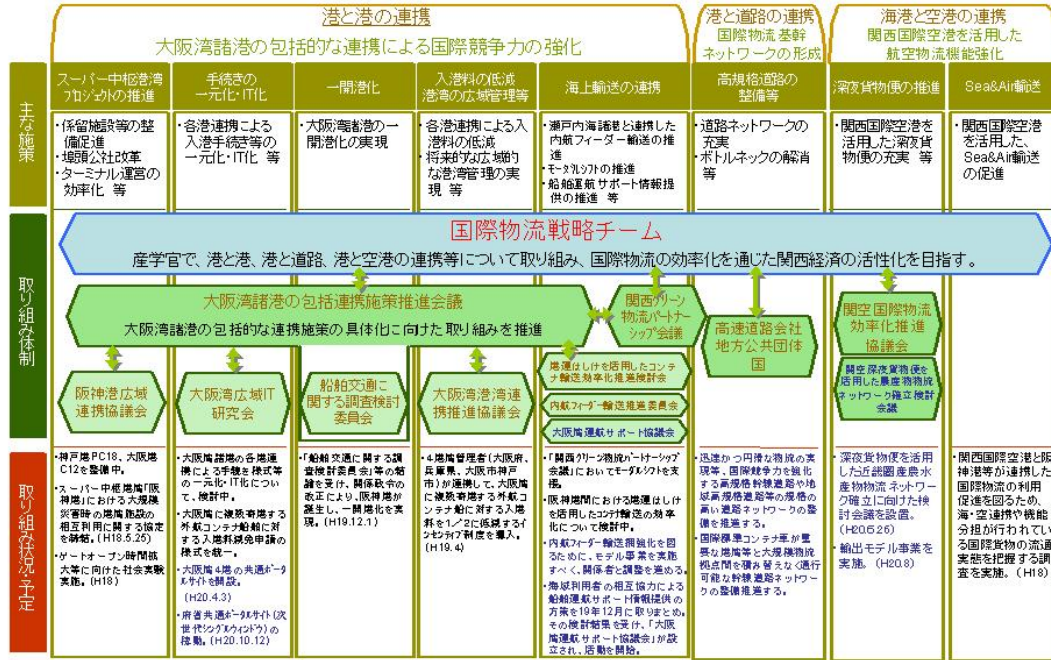 港と港の連携
大阪湾諸港の包括的な連携による国際競争力の強化
港と道路の連携
国際物流基幹
ネットワークの形成
海港と空港の連携
関西国際空港を活用した
航空物流機能強化
主な施策
スーパー中枢港湾
プロジェクトの推進
手続きの
一元化・IT化
一開港化
入港料の低減
港湾の広域管理等
海上輸送の連携
高規格道路の
整備等
深夜貨物便の推進
Sea&Air輸送
・係留施設等の整
備促進
・埠頭公社改革
・ターミナル運営の
効率化 等
・各港連携による
入港手続き等の
一元化・IT化 等
・大阪湾諸港の一
開港化の実現
・各港連携による入
港料の低減
・将来的な広域的
な港湾管理の実
現 等
・瀬戸内海諸港と連携した
内航フィーダー輸送の推
進
・モーダルシフトの推進
・船舶運航サポート情報提
供の推進 等
・道路ネットワークの
充実
・ボトルネックの解消
等
・関西国際空港を
活用した深夜貨
物便の充実 等
・関西国際空港
を活用した、
Sea&Air輸送
の促進
取り組み体制
国際物流戦略チーム
産学官で、港と港、港と道路、港と空港の連携等について取り組み、国際物流の効率化を通じた関西経済の活性化を目指す。
大阪湾諸港の包括連携施策推進会議
大阪湾諸港の包括的な連携施策の具体化に向けた取り組みを推進
関西グリーン
物流パートナー
シップ会議
高速道路会社
地方公共団体
国
関空国際物流
効率化推進
協議会
関空深夜貨物便を
活用した農産物物流
ネットワーク確立検討
会議
阪神港広域
連携協議会
大阪湾広域IT
研究会
船舶交通に
関する調査検討
委員会
大阪湾港湾連
携推進協議会
港運はしけを活用したコンテ
ナ輸送効率化推進検討会
内航フィーダー輸送推進委員会
大阪湾運航サポート協議会
取り組み状況・予定
・神戸港PC18、大阪港
C12を整備中。
・スーパー中枢港湾「阪
神港」における大規模
災害時の港湾施設
の相互利用に関する協定
を締結。(H18.5.25)
・ゲートオープン時間拡
大等に向けた社会実験
実施。(H18)
・大阪湾諸港の各港連
携による手続き様式等
の一元化・IT化につい
て、検討中。
・大阪湾に複数寄港する
外航コンテナ船舶に対
する入港料減免申請の
様式を統一。
・大阪湾4港の共通ポー
タルサイトを開設。
(H20.4.3)
・府省共通ポータルサイト(次
世代シングルウィンドウ)の
稼動。(H20.10.12)
・「船舶交通に関する調
査検討委員会」等の結
論を受け、関係政令の
改正により、阪神港が
誕生し、一開港化を実
現。(H19.12.1)
・4港湾管理者(大阪府、
兵庫県、大阪市神戸
市)が連携して、大阪湾
に複数寄港する外航コ
ンテナ船に対する入港
料を1/2に低減するイ
ンセンティブ制度を導入。
(H19.4)
・「関西グリーン物流パートナーシップ
会議」においてモーダルシフトを支
援。
・阪神港間における港運はしけ
を活用したコンテナ輸送の効率
化について検討中。
・内航フィーダー輸送網強化を図
るために、モデル事業を実施
すべく、関係者と調整を進める。
・海域利用者の相互協力による
船舶運航サポート情報提供の
方策を19年12月に取りまとめ。
その検討結果を受け、「大阪
湾運航サポート協議会」が設
立され、活動を開始。
・迅速かつ円滑な物流の実
現等、国際競争力を強化
する高規格幹線道路や地
域高規格道路等の規格の
高い道路ネットワークの整
備を推進する。
・国際標準コンテナ車が重
要な港湾等と大規模物流
拠点間を積み替えなく通行
可能な幹線道路ネットワー
クの整備推進する。
・深夜貨物便を活用
した近畿圏産農水
産物物流ネットワー
ク確立に向けた検
討会議を設置。
(H20.5.26)
・輸出モデル事業を
実施。(H20.8)
・関西国際空港と阪
神港等が連携した
国際物流の利用
促進を図るため、
海・空連携や機能
分担が行われてい
る国際貨物の流通
実態を把握する調
査を実施。(H18)